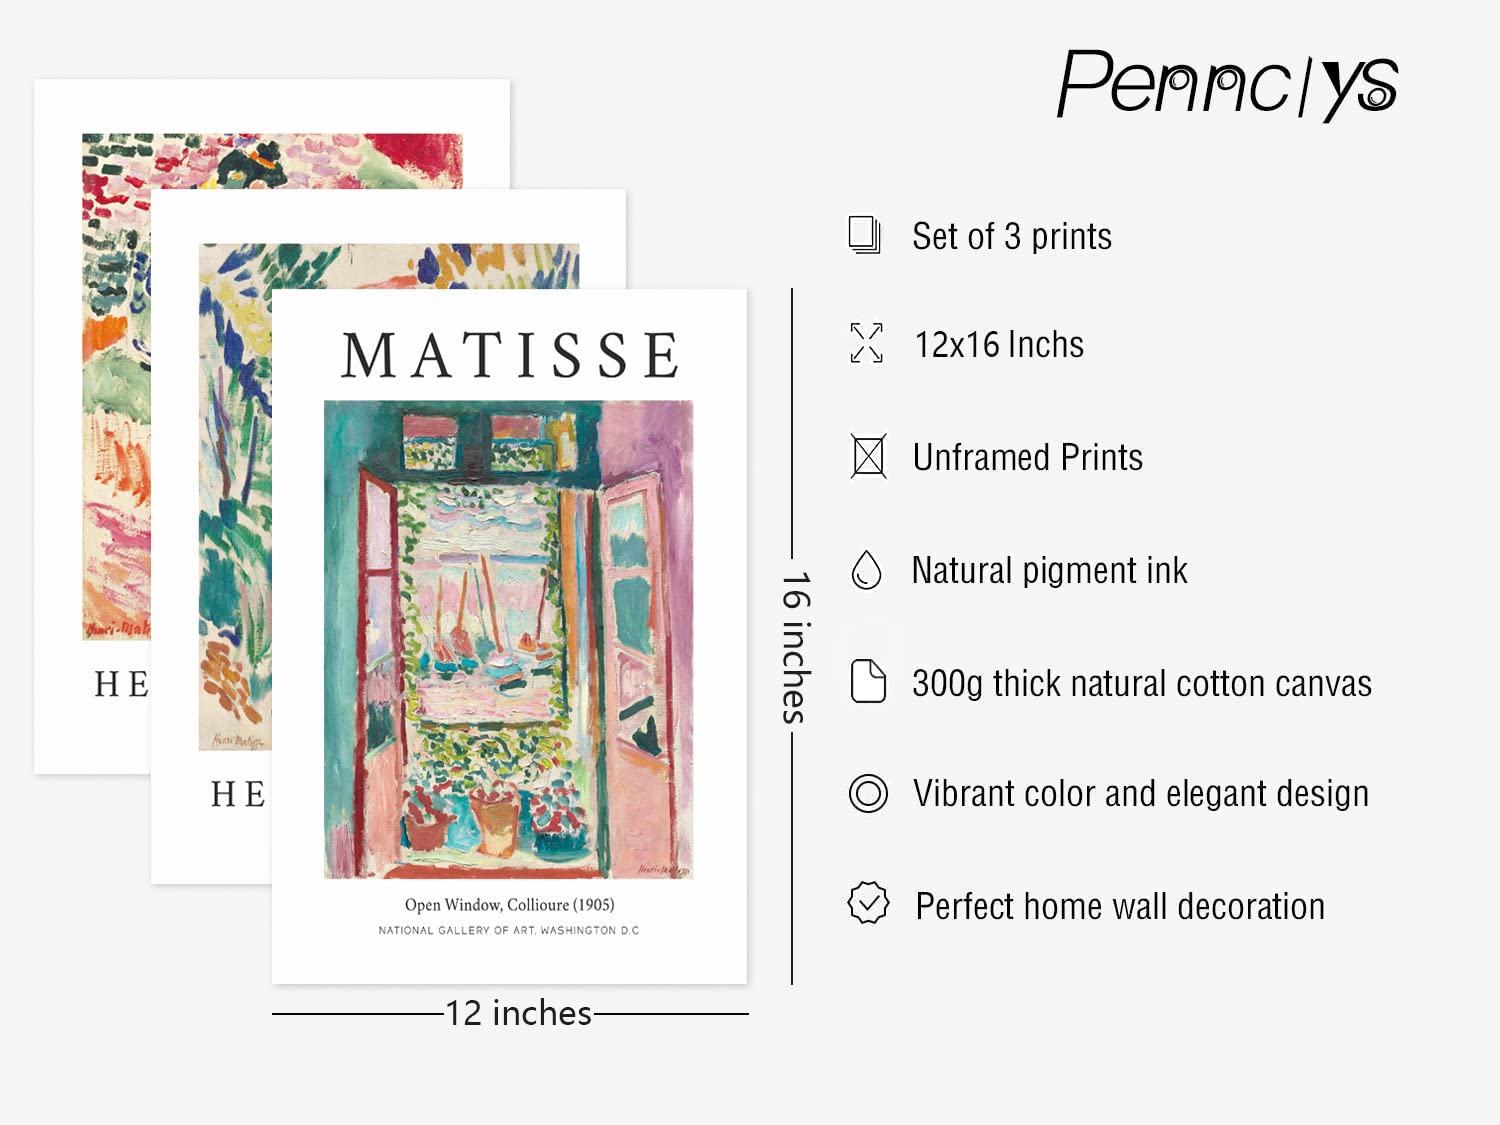 Pennclys
Set of 3 prints
12x16 Inchs
Unframed Prints
Natural pigment ink
300g thick natural cotton canvas
Vibrant color and elegant design
Perfect home wall decoration
MATISSE
Open Window, Collioure (1905)
NATIONAL GALLERY OF ART, WASHINGTON D.C
Henri Matisse
HE
HE
16 inches
12 inches